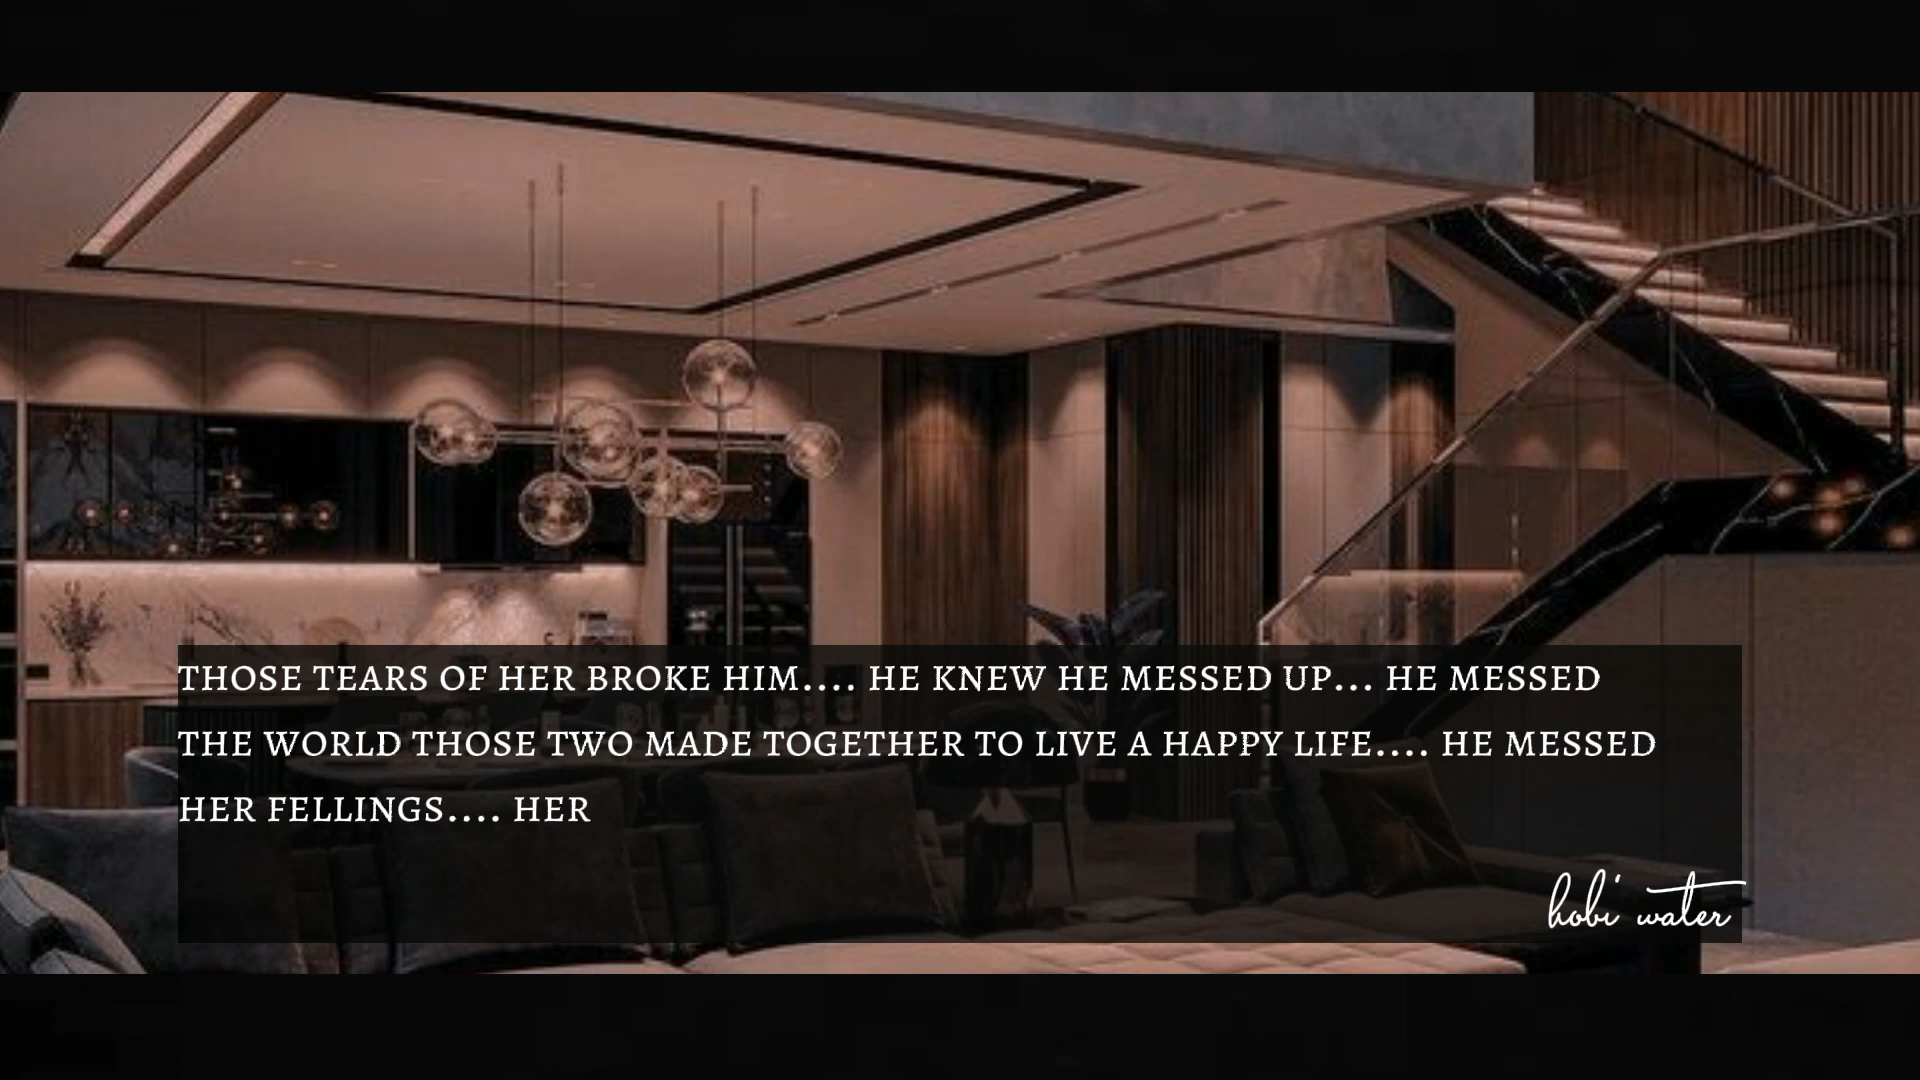 THOSE TEARS OF HER BROKE HIM.... HE KNEW HE MESSED UP... HE MESSED
THE WORLD THOSE TWO MADE TOGETHER TO LIVE A HAPPY LIFE.... HE MESSED
HER FELLINGS.... HER
hobi water